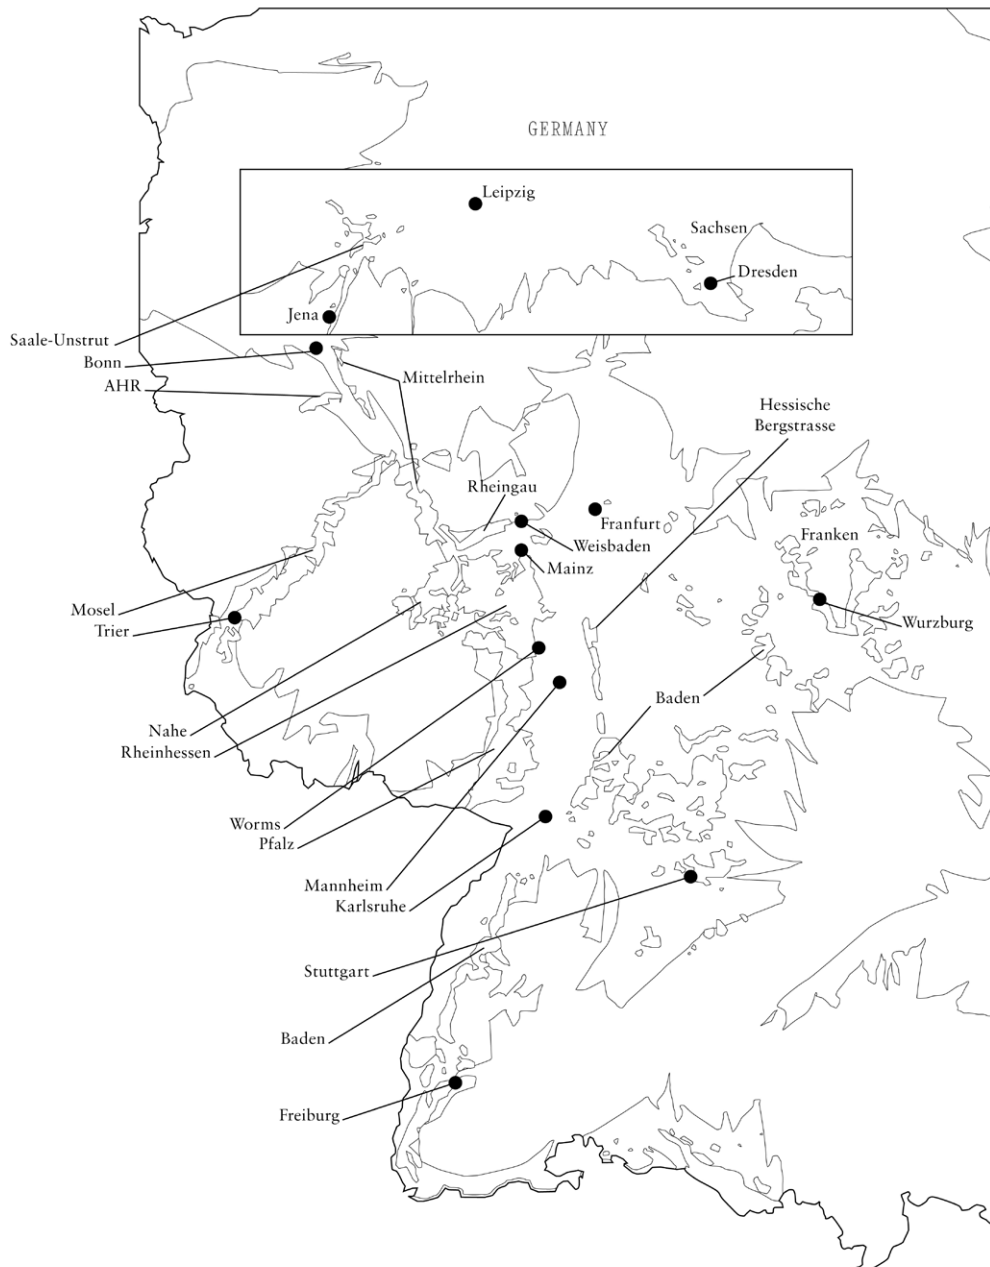 GERMANY
Leipzig
Sachsen
Dresden
Jena
Saale-Unstrut
Bonn
AHR
Mittelrhein
Hessische
Bergstrasse
Rheingau
Franfurt
Weisbaden
Mainz
Franken
Mosel
Trier
Wurzburg
Baden
Nahe
Rheinhessen
Worms
Pfalz
Mannheim
Karlsruhe
Stuttgart
Baden
Freiburg